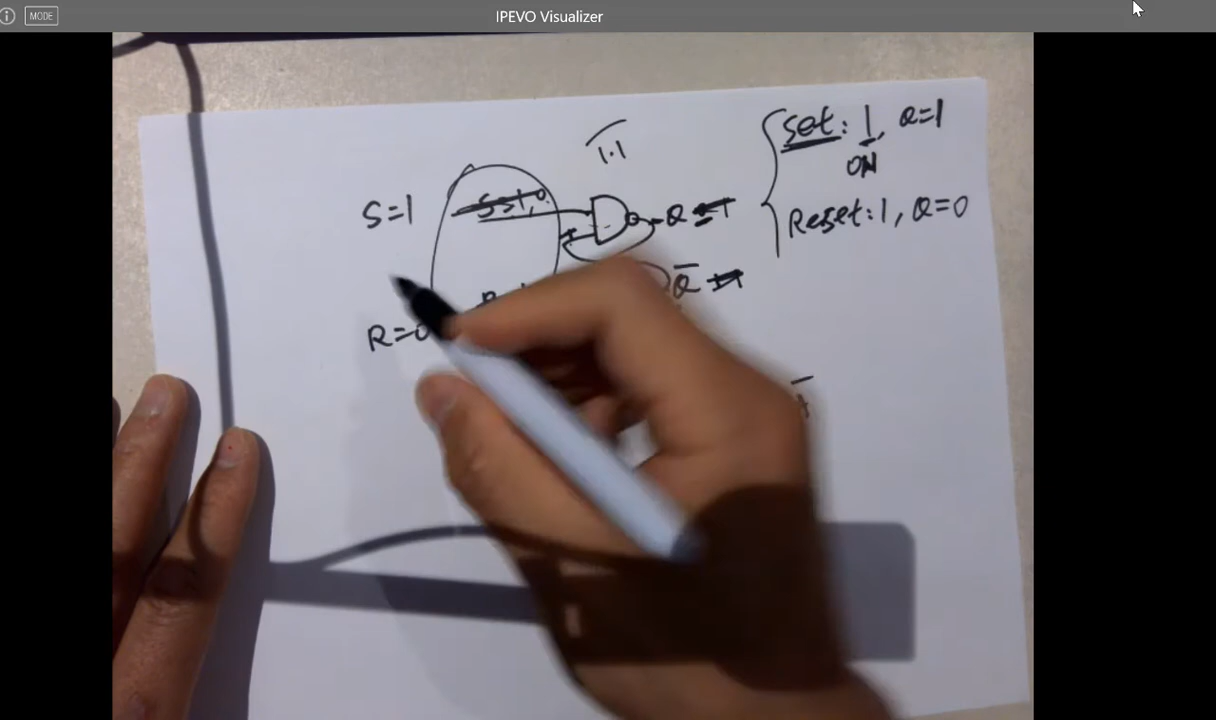 MODE
IPEVO Visualizer
set: 1, Q=1
ON
1.1
S=1
Q
Reset: 1, Q=0
Q̅
R=0